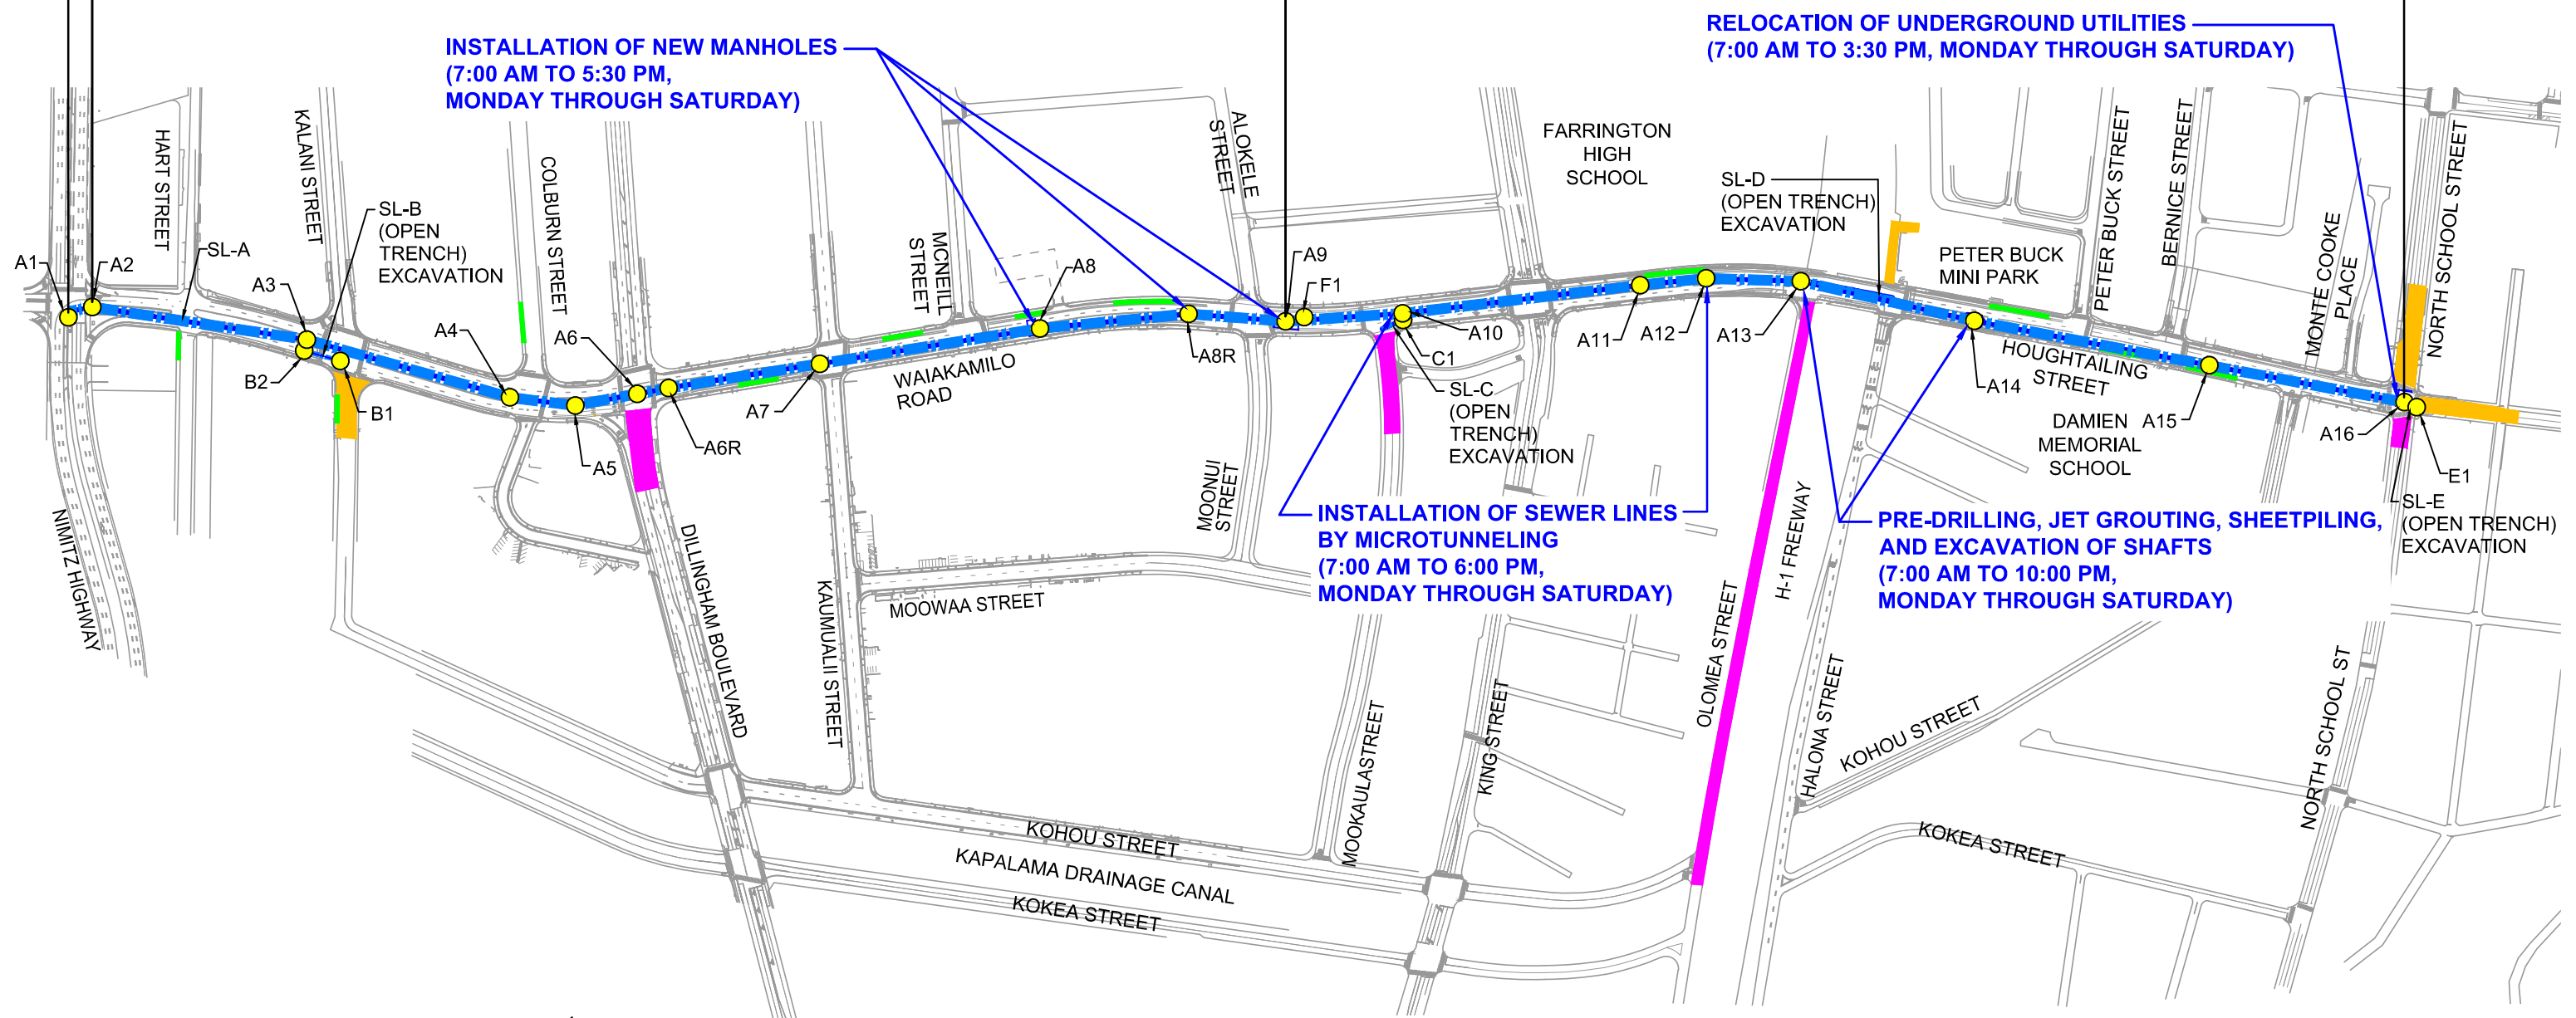 RELOCATION OF UNDERGROUND UTILITIES
(7:00 AM TO 3:30 PM, MONDAY THROUGH SATURDAY)
INSTALLATION OF NEW MANHOLES
(7:00 AM TO 5:30 PM,
MONDAY THROUGH SATURDAY)
HART STREET
KALANI STREET
COLBURN STREET
MCNEILL
STREET
ALOKELE
STREET
FARRINGTON
HIGH
SCHOOL
SL-D
(OPEN TRENCH)
EXCAVATION
PETER BUCK
MINI PARK
PETER BUCK STREET
BERNICE STREET
MONTE COOKE
PLACE
NORTH SCHOOL STREET
SL-B
(OPEN
TRENCH)
EXCAVATION
SL-A
A1
A2
A3
B2
B1
A4
A5
A6
A6R
A7
WAIAKAMILO
ROAD
A8
A8R
A9
F1
A10
C1
SL-C
(OPEN
TRENCH)
EXCAVATION
A11
A12
A13
A14
HOUGHTAILING
STREET
DAMIEN
MEMORIAL
SCHOOL
A15
A16
E1
SL-E
(OPEN TRENCH)
EXCAVATION
NIMITZ HIGHWAY
DILLINGHAM BOULEVARD
KAUMUALII STREET
MOOWAA STREET
MOONUI
STREET
INSTALLATION OF SEWER LINES
BY MICROTUNNELING
(7:00 AM TO 6:00 PM,
MONDAY THROUGH SATURDAY)
PRE-DRILLING, JET GROUTING, SHEETPILING,
AND EXCAVATION OF SHAFTS
(7:00 AM TO 10:00 PM,
MONDAY THROUGH SATURDAY)
MOOKAULASTREET
KING STREET
OLOMEA STREET
H-1 FREEWAY
HALONA STREET
KOHOU STREET
NORTH SCHOOL ST
KOHOU STREET
KAPALAMA DRAINAGE CANAL
KOKEA STREET
KOKEA STREET